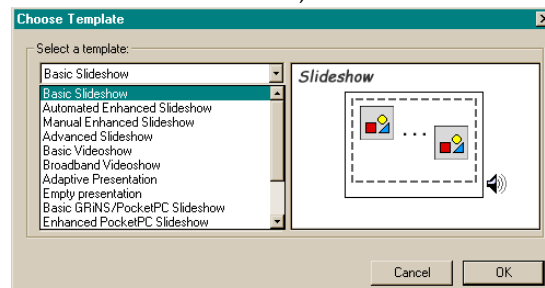 Choose Template
Select a template:
Basic Slideshow
Basic Slideshow
Automated Enhanced Slideshow
Manual Enhanced Slideshow
Advanced Slideshow
Basic Videoshow
Broadband Videoshow
Adaptive Presentation
Empty presentation
Basic GRiNS/PocketPC Slideshow
Enhanced PocketPC Slideshow
Slideshow
...
Cancel
OK